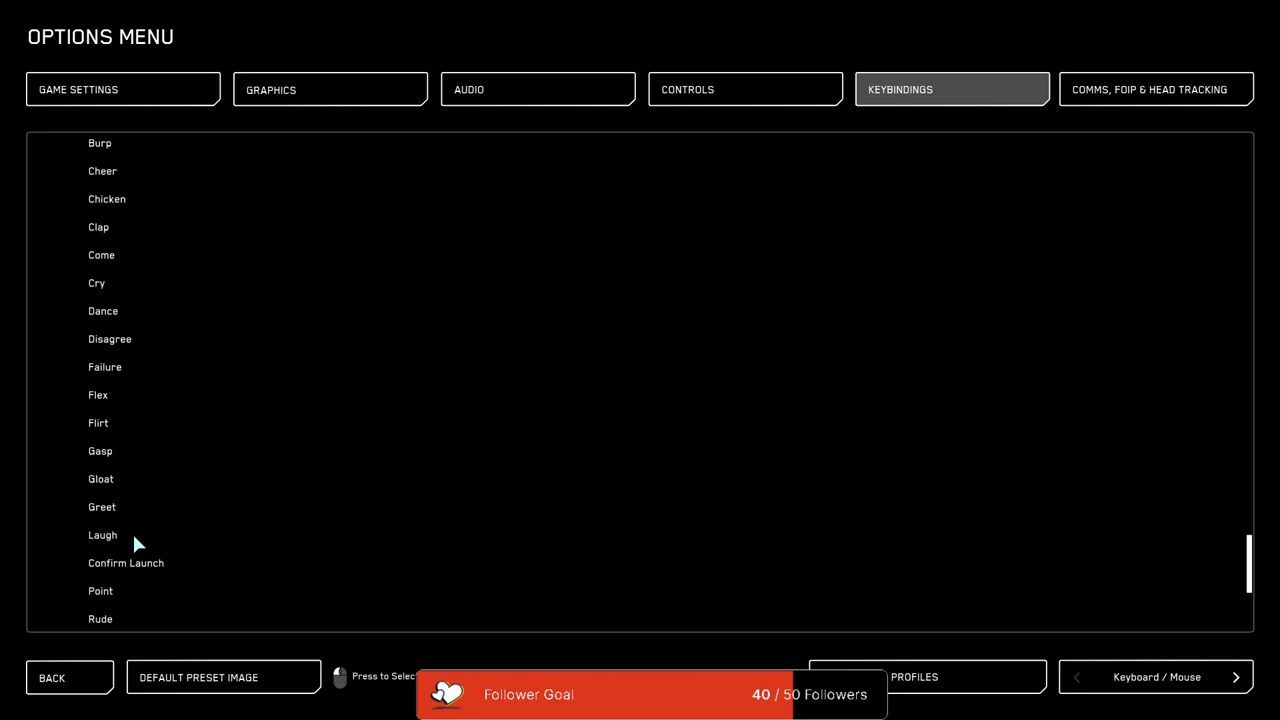 OPTIONS MENU
GAME SETTINGS
GRAPHICS
AUDIO
CONTROLS
KEYBINDINGS
COMMS, FOIP & HEAD TRACKING
Burp
Cheer
Chicken
Clap
Come
Cry
Dance
Disagree
Failure
Flex
Flirt
Gasp
Gloat
Greet
Laugh
Confirm Launch
Point
Rude
BACK
DEFAULT PRESET IMAGE
Press to Select
PROFILES
Keyboard / Mouse
Follower Goal
40 / 50 Followers